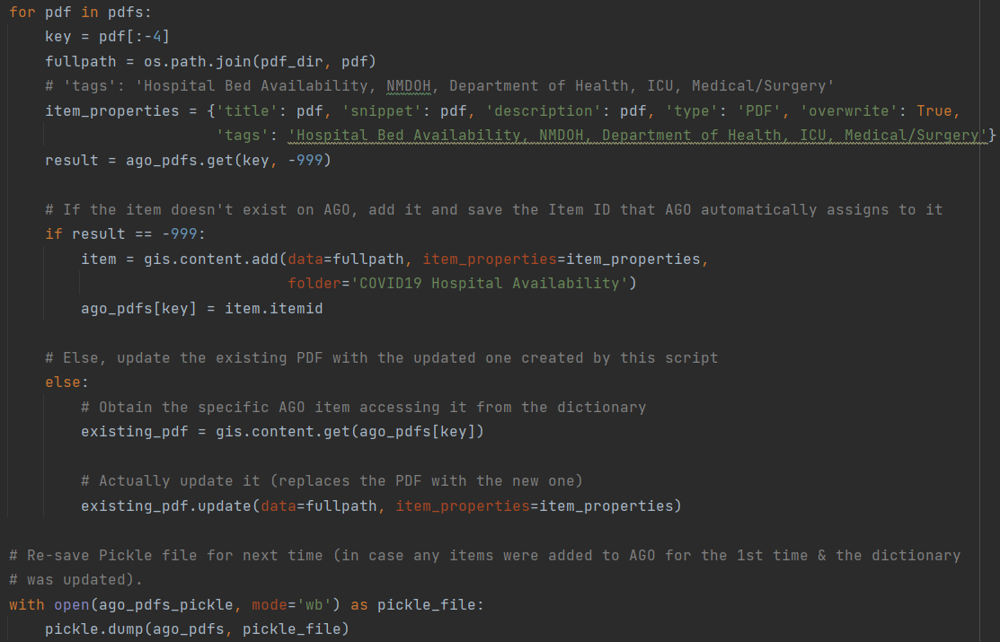 for pdf in pdfs:
    key = pdf[:-4]
    fullpath = os.path.join(pdf_dir, pdf)
    # 'tags': 'Hospital Bed Availability, NMDOH, Department of Health, ICU, Medical/Surgery'
    item_properties = {'title': pdf, 'snippet': pdf, 'description': pdf, 'type': 'PDF', 'overwrite': True,
                       'tags': 'Hospital Bed Availability, NMDOH, Department of Health, ICU, Medical/Surgery'}
    result = ago_pdfs.get(key, -999)

    # If the item doesn't exist on AGO, add it and save the Item ID that AGO automatically assigns to it
    if result == -999:
        item = gis.content.add(data=fullpath, item_properties=item_properties,
                               folder='COVID19 Hospital Availability')
        ago_pdfs[key] = item.itemid

    # Else, update the existing PDF with the updated one created by this script
    else:
        # Obtain the specific AGO item accessing it from the dictionary
        existing_pdf = gis.content.get(ago_pdfs[key])

        # Actually update it (replaces the PDF with the new one)
        existing_pdf.update(data=fullpath, item_properties=item_properties)

# Re-save Pickle file for next time (in case any items were added to AGO for the 1st time & the dictionary
# was updated).
with open(ago_pdfs_pickle, mode='wb') as pickle_file:
    pickle.dump(ago_pdfs, pickle_file)